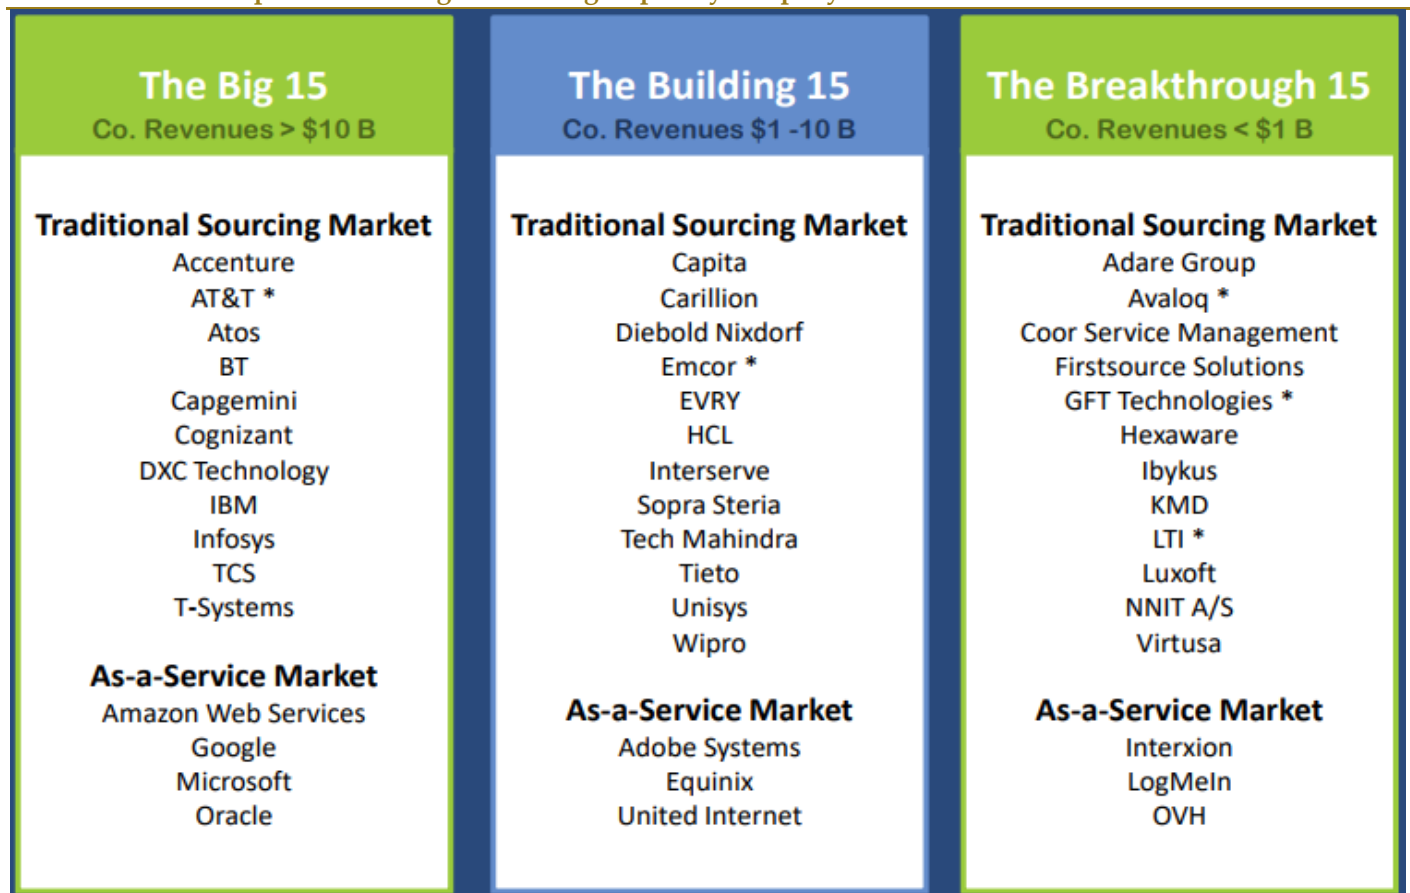 The Big 15
Co. Revenues > $10 B
Traditional Sourcing Market
Accenture
AT&T *
Atos
BT
Capgemini
Cognizant
DXC Technology
IBM
Infosys
TCS
T-Systems
As-a-Service Market
Amazon Web Services
Google
Microsoft
Oracle
The Building 15
Co. Revenues $1 -10 B
Traditional Sourcing Market
Capita
Carillion
Diebold Nixdorf
Emcor *
EVRY
HCL
Interserve
Sopra Steria
Tech Mahindra
Tieto
Unisys
Wipro
As-a-Service Market
Adobe Systems
Equinix
United Internet
The Breakthrough 15
Co. Revenues < $1 B
Traditional Sourcing Market
Adare Group
Avaloq *
Coor Service Management
Firstsource Solutions
GFT Technologies *
Hexaware
Ibykus
KMD
LTI *
Luxoft
NNIT A/S
Virtusa
As-a-Service Market
Interxion
LogMeIn
OVH